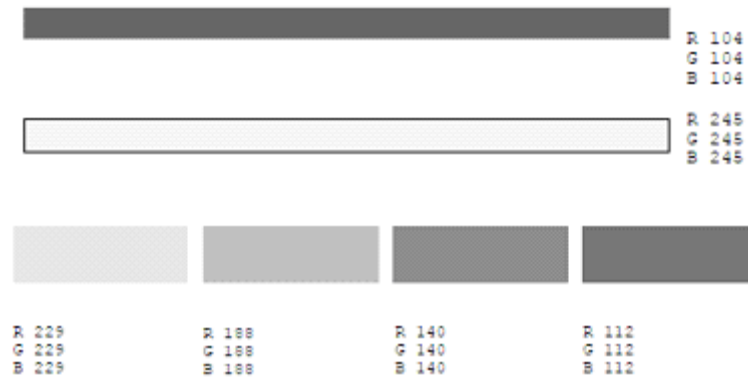 R 104
G 104
B 104
R 245
G 245
B 245
R 229
G 229
B 229
R 188
G 188
B 188
R 140
G 140
B 140
R 112
G 112
B 112